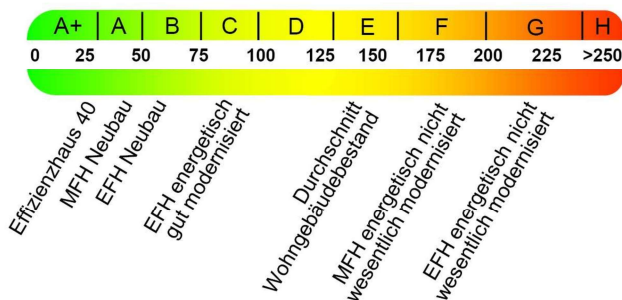 A+ A B C D E F G H
0 25 50 75 100 125 150 175 200 225 >250
Effizienzhaus 40
MFH Neubau
EFH Neubau
EFH energetisch
gut modernisiert
Durchschnitt
Wohngebäudebestand
MFH energetisch nicht
wesentlich modernisiert
EFH energetisch nicht
wesentlich modernisiert